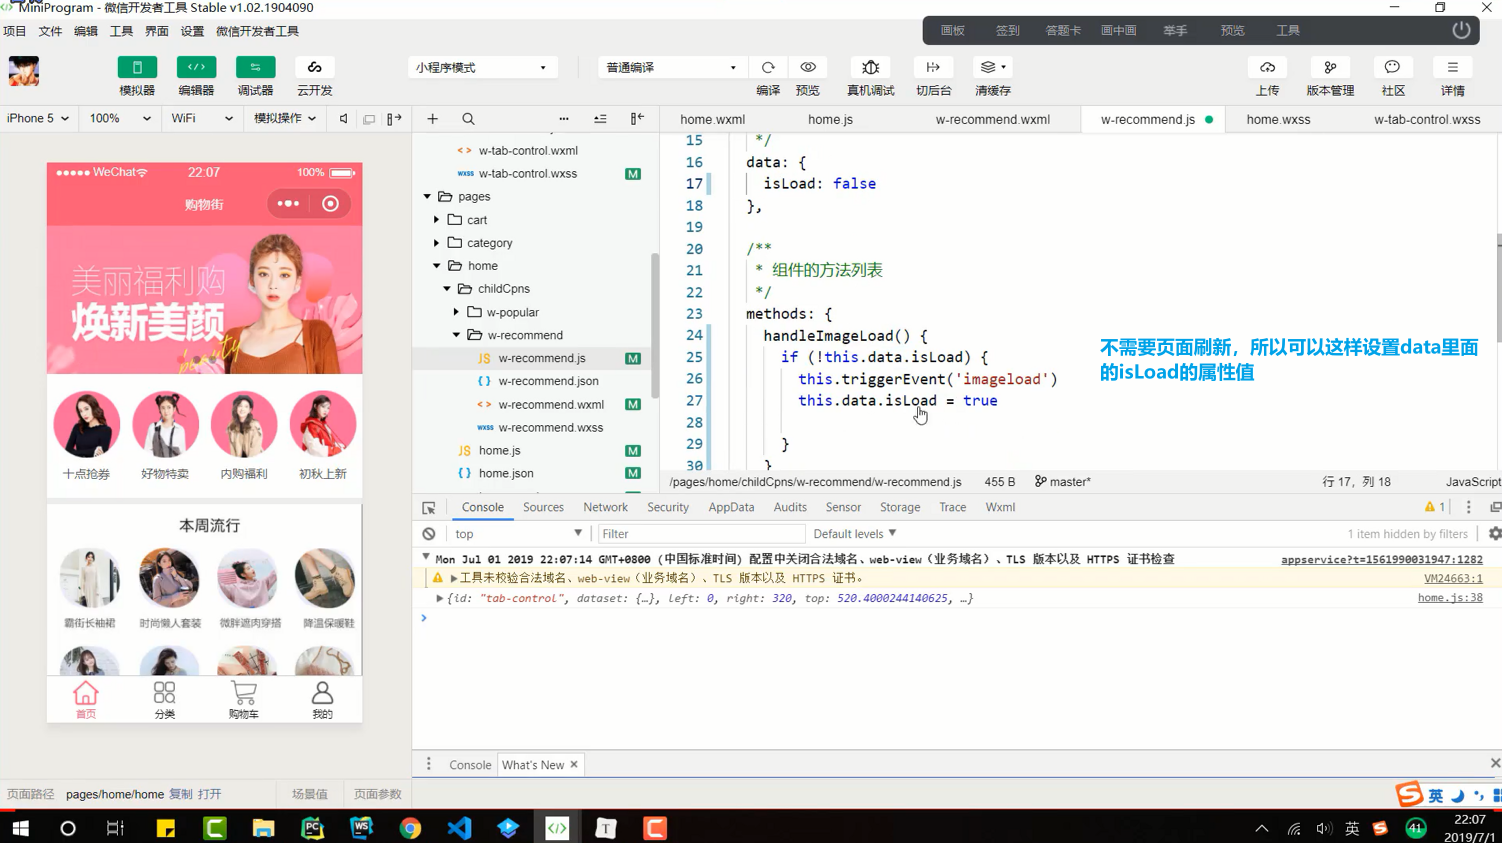 MiniProgram - 微信开发者工具 Stable v1.02.1904090
项目 文件 编辑 工具 界面 设置 微信开发者工具
画板 签到 答题卡 画中画 举手 预览 工具
小程序模式
普通编译
模拟器 编辑器 调试器 云开发
编译 预览 真机调试 切后台 清缓存
上传 版本管理 社区 详情
iPhone 5 100% WiFi 模拟操作
home.wxml home.js w-recommend.wxml w-recommend.js home.wxss w-tab-control.wxss
WeChat 22:07 100%
购物街
美丽福利购
焕新美颜
beauty
十点抢券 好物特卖 内购福利 初秋上新
本周流行
霸街长袖裙 时尚懒人套装 微胖遮肉穿搭 降温保暖鞋
首页 分类 购物车 我的
页面路径 pages/home/home 复制 打开 场景值 页面参数
w-tab-control.wxml
w-tab-control.wxss M
pages
cart
category
home
childCpns
w-popular
w-recommend
JS w-recommend.js M
{ } w-recommend.json
<> w-recommend.wxml M
wxss w-recommend.wxss
JS home.js M
{ } home.json M
15 */
16 data: {
17 isLoad: false
18 },
19
20 /**
21 * 组件的方法列表
22 */
23 methods: {
24 handleImageLoad() {
25 if (!this.data.isLoad) {
26 this.triggerEvent('imageload')
27 this.data.isLoad = true
28
29 }
30 }
不需要页面刷新，所以可以这样设置data里面
的isLoad的属性值
/pages/home/childCpns/w-recommend/w-recommend.js 455 B master* 行 17，列 18 JavaScript
Console Sources Network Security AppData Audits Sensor Storage Trace Wxml 1
top Filter Default levels 1 item hidden by filters
Mon Jul 01 2019 22:07:14 GMT+0800 (中国标准时间) 配置中关闭合法域名、web-view（业务域名）、TLS 版本以及 HTTPS 证书检查 appservice?t=1561990031947:1282
工具未校验合法域名、web-view（业务域名）、TLS 版本以及 HTTPS 证书。 VM24663:1
{id: "tab-control", dataset: {…}, left: 0, right: 320, top: 520.4000244140625, …} home.js:38
Console What's New
英
英 41
22:07
2019/7/1